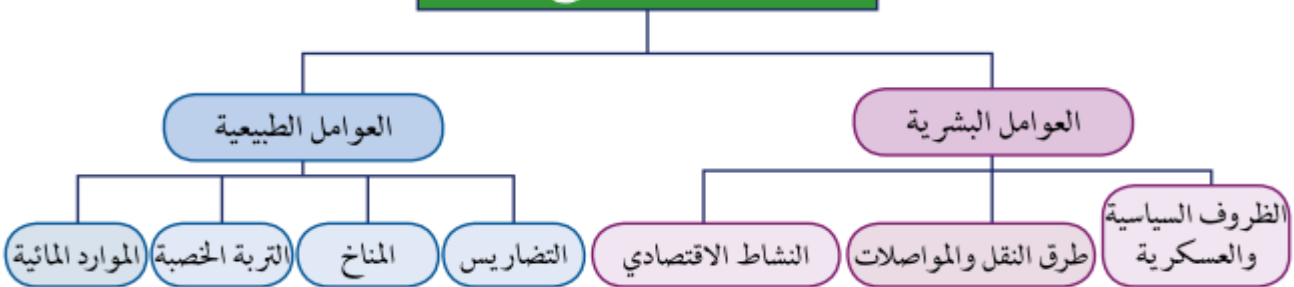 العوامل البشرية
العوامل الطبيعية
الظروف السياسية
والعسكرية
طرق النقل والمواصلات
النشاط الاقتصادي
التضاريس
المناخ
التربة الخصبة
الموارد المائية